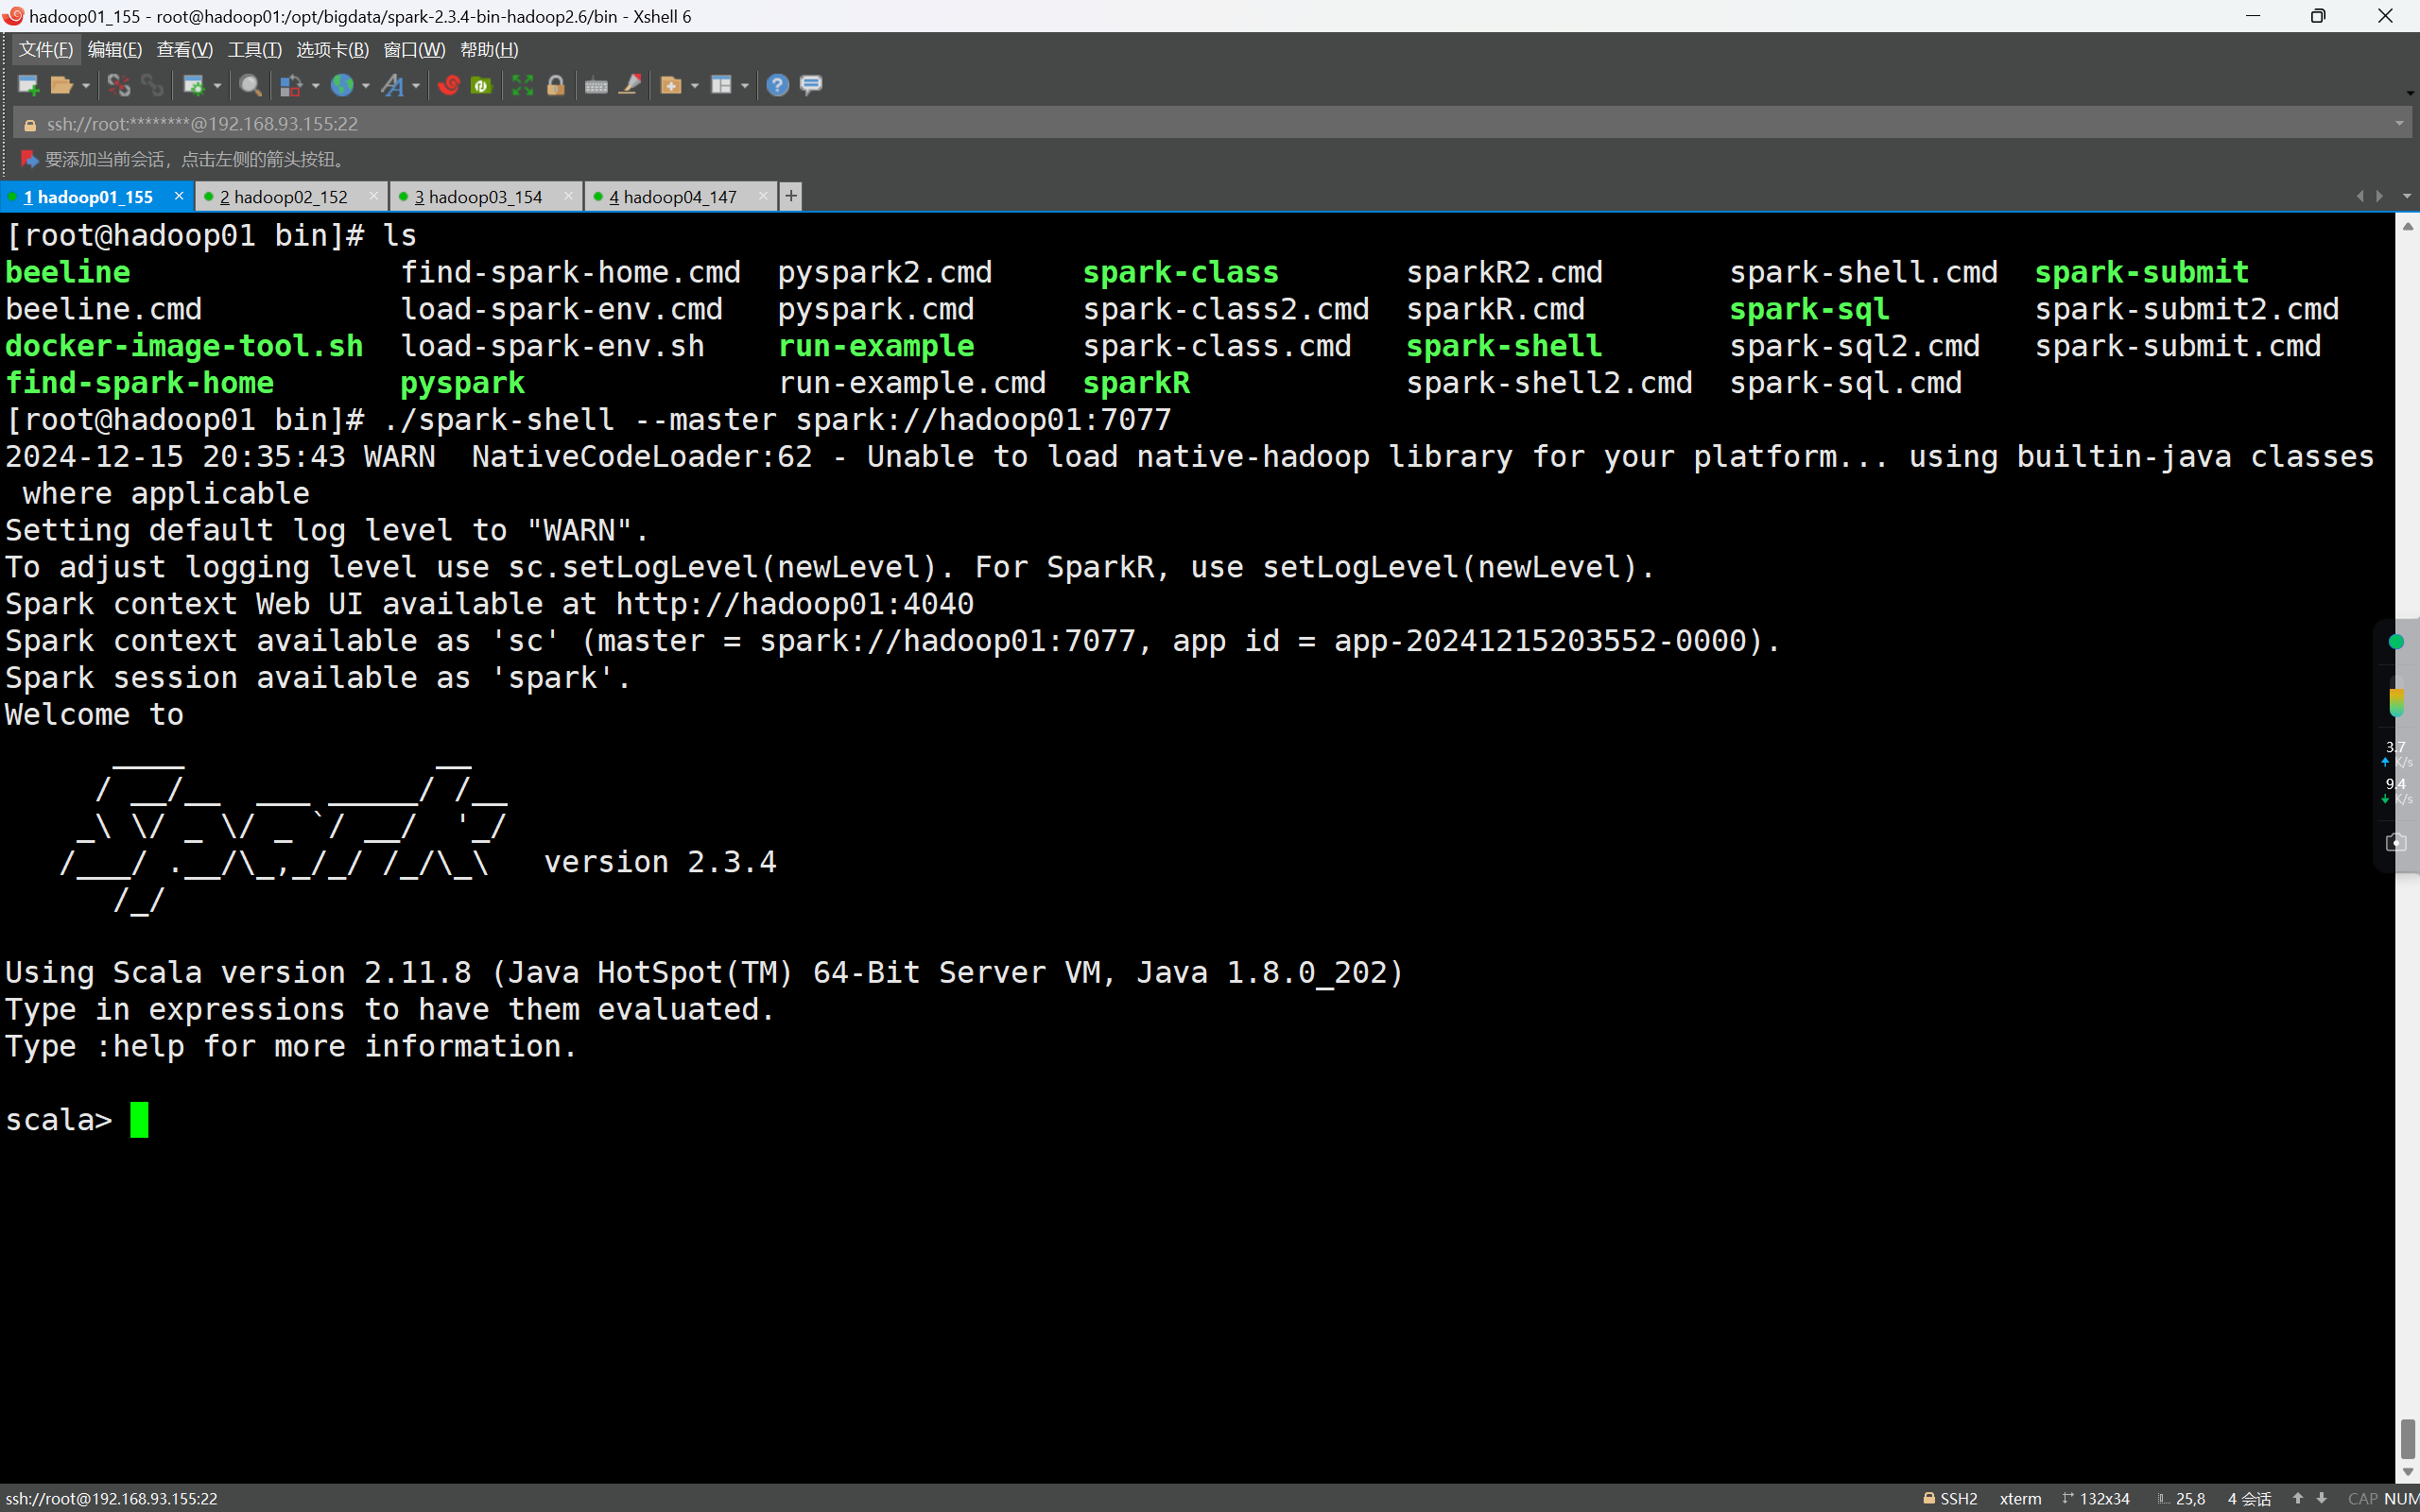 hadoop01_155 - root@hadoop01:/opt/bigdata/spark-2.3.4-bin-hadoop2.6/bin - Xshell 6
文件(F) 编辑(E) 查看(V) 工具(T) 选项卡(B) 窗口(W) 帮助(H)
ssh://root:********@192.168.93.155:22
要添加当前会话，点击左侧的箭头按钮。
1 hadoop01_155 × 2 hadoop02_152 × 3 hadoop03_154 × 4 hadoop04_147 × +
[root@hadoop01 bin]# ls
beeline             find-spark-home.cmd  pyspark2.cmd     spark-class       sparkR2.cmd       spark-shell.cmd  spark-submit
beeline.cmd         load-spark-env.cmd   pyspark.cmd      spark-class2.cmd  sparkR.cmd        spark-sql        spark-submit2.cmd
docker-image-tool.sh  load-spark-env.sh    run-example      spark-class.cmd   spark-shell       spark-sql2.cmd   spark-submit.cmd
find-spark-home     pyspark              run-example.cmd  sparkR            spark-shell2.cmd  spark-sql.cmd
[root@hadoop01 bin]# ./spark-shell --master spark://hadoop01:7077
2024-12-15 20:35:43 WARN  NativeCodeLoader:62 - Unable to load native-hadoop library for your platform... using builtin-java classes
 where applicable
Setting default log level to "WARN".
To adjust logging level use sc.setLogLevel(newLevel). For SparkR, use setLogLevel(newLevel).
Spark context Web UI available at http://hadoop01:4040
Spark context available as 'sc' (master = spark://hadoop01:7077, app id = app-20241215203552-0000).
Spark session available as 'spark'.
Welcome to
      ____              __
     / __/__  ___ _____/ /__
    _\ \/ _ \/ _ `/ __/  '_/
   /___/ .__/\_,_/_/ /_/\_\   version 2.3.4
      /_/
Using Scala version 2.11.8 (Java HotSpot(TM) 64-Bit Server VM, Java 1.8.0_202)
Type in expressions to have them evaluated.
Type :help for more information.
scala>
3.7
K/s
9.4
K/s
ssh://root@192.168.93.155:22 SSH2 xterm 132x34 25,8 4 会话 CAP NUM